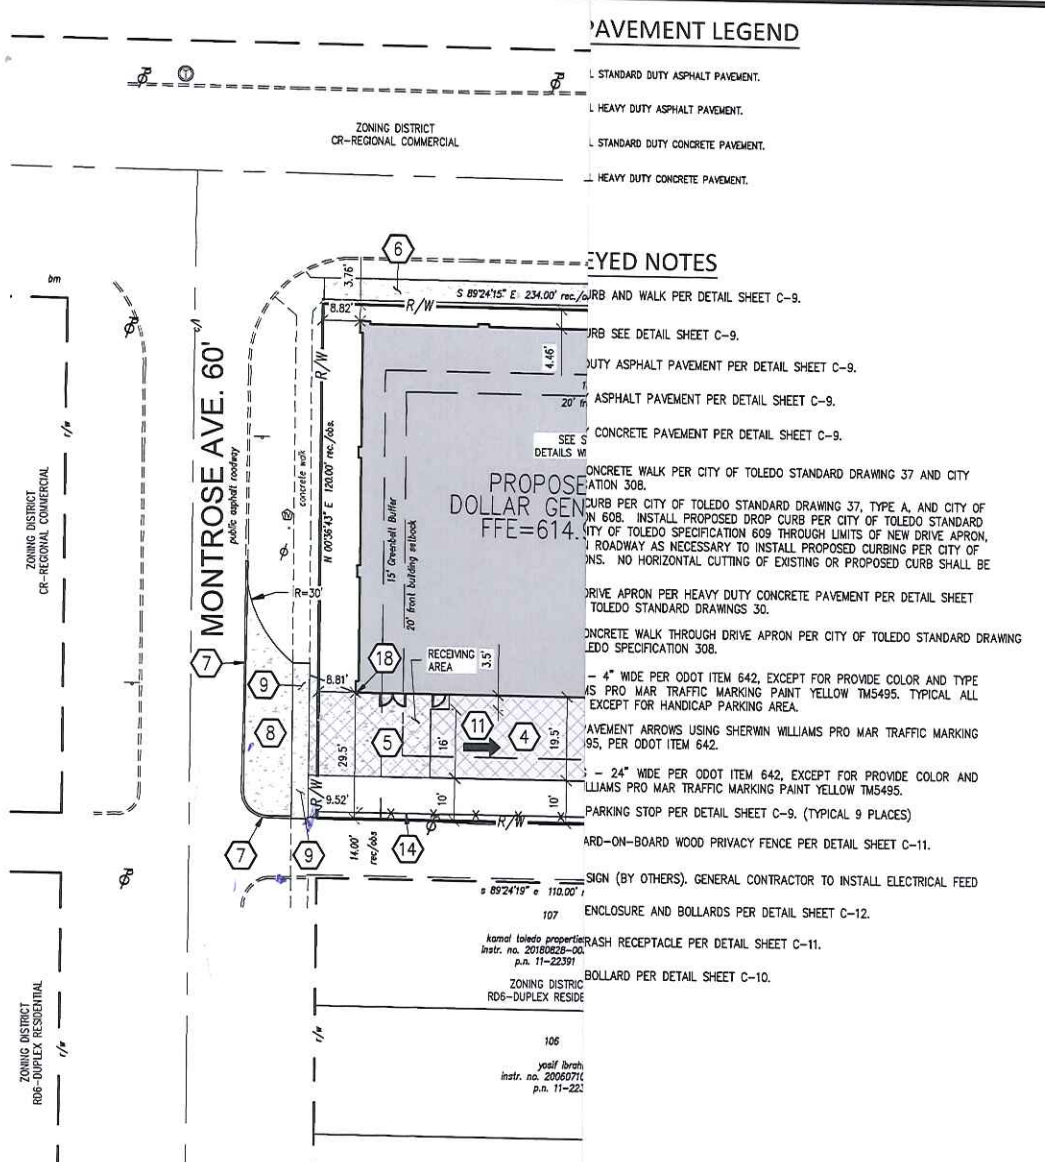 PAVEMENT LEGEND
STANDARD DUTY ASPHALT PAVEMENT.
HEAVY DUTY ASPHALT PAVEMENT.
STANDARD DUTY CONCRETE PAVEMENT.
HEAVY DUTY CONCRETE PAVEMENT.
EYED NOTES
URB AND WALK PER DETAIL SHEET C-9.
URB SEE DETAIL SHEET C-9.
DUTY ASPHALT PAVEMENT PER DETAIL SHEET C-9.
ASPHALT PAVEMENT PER DETAIL SHEET C-9.
CONCRETE PAVEMENT PER DETAIL SHEET C-9.
ONCRETE WALK PER CITY OF TOLEDO STANDARD DRAWING 37 AND CITY
ATION 308.
CURB PER CITY OF TOLEDO STANDARD DRAWING 37, TYPE A, AND CITY OF
N 608. INSTALL PROPOSED DROP CURB PER CITY OF TOLEDO STANDARD
ITY OF TOLEDO SPECIFICATION 609 THROUGH LIMITS OF NEW DRIVE APRON,
ROADWAY AS NECESSARY TO INSTALL PROPOSED CURBING PER CITY OF
NS. NO HORIZONTAL CUTTING OF EXISTING OR PROPOSED CURB SHALL BE
DRIVE APRON PER HEAVY DUTY CONCRETE PAVEMENT PER DETAIL SHEET
TOLEDO STANDARD DRAWINGS 30.
ONCRETE WALK THROUGH DRIVE APRON PER CITY OF TOLEDO STANDARD DRAWING
LEDO SPECIFICATION 308.
- 4" WIDE PER ODOT ITEM 642, EXCEPT FOR PROVIDE COLOR AND TYPE
MS PRO MAR TRAFFIC MARKING PAINT YELLOW TM5495. TYPICAL ALL
EXCEPT FOR HANDICAP PARKING AREA.
AVEMENT ARROWS USING SHERWIN WILLIAMS PRO MAR TRAFFIC MARKING
95, PER ODOT ITEM 642.
- 24" WIDE PER ODOT ITEM 642, EXCEPT FOR PROVIDE COLOR AND
LLIAMS PRO MAR TRAFFIC MARKING PAINT YELLOW TM5495.
PARKING STOP PER DETAIL SHEET C-9. (TYPICAL 9 PLACES)
ARD-ON-BOARD WOOD PRIVACY FENCE PER DETAIL SHEET C-11.
SIGN (BY OTHERS). GENERAL CONTRACTOR TO INSTALL ELECTRICAL FEED
ENCLOSURE AND BOLLARDS PER DETAIL SHEET C-12.
RASH RECEPTACLE PER DETAIL SHEET C-11.
BOLLARD PER DETAIL SHEET C-10.
ZONING DISTRICT
CR-REGIONAL COMMERCIAL
6
3.76'
S 89°24'15" E 234.00' rec./o
8.82'
R/W
bm
r/w
c/l
MONTROSE AVE. 60'
public asphalt roadway
concrete walk
R/W
N 00°36'43" E 120.00' rec./obs.
4.46'
20' fr
SEE S
DETAILS W
PROPOSE
DOLLAR GEN
FFE=614.
15' Greenbelt Buffer
20' front building setback
ZONING DISTRICT
CR-REGIONAL COMMERCIAL
R=30'
RECEIVING
AREA
3.5'
7
18
9
8.81'
8
5
11
4
29.5'
16'
19.5'
R/W
9.52'
10'
10'
R/W
7
9
14.00'
rec/obs
14
s 89°24'19" e 110.00'
107
kamal toledo propertie
instr. no. 20180828-00
p.n. 11-22391
ZONING DISTRIC
RD6-DUPLEX RESIDE
106
yosif ibrah
instr. no. 2006071
p.n. 11-22
ZONING DISTRICT
RD6-DUPLEX RESIDENTIAL
r/w
r/w